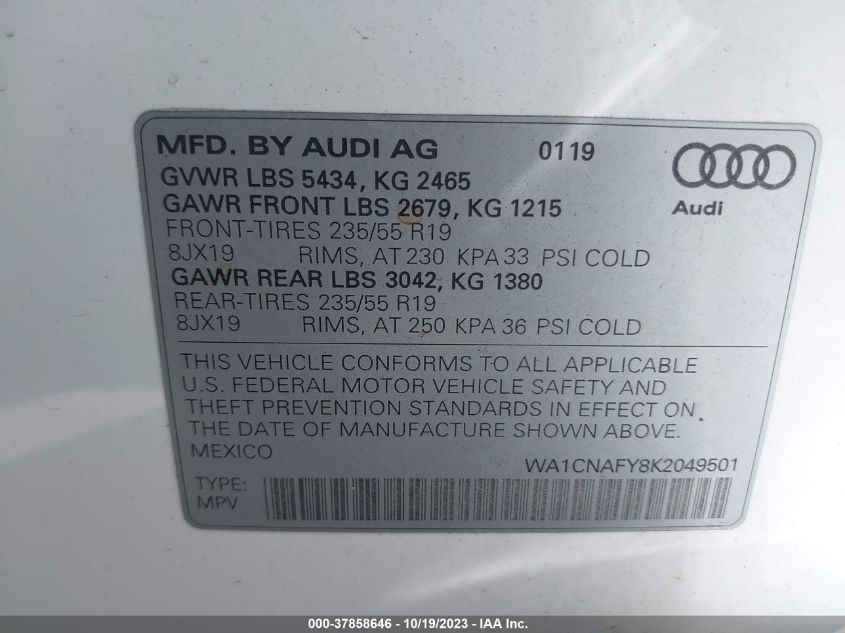 MFD. BY AUDI AG 0119
GVWR LBS 5434, KG 2465
GAWR FRONT LBS 2679, KG 1215
Audi
FRONT-TIRES 235/55 R19
8JX19 RIMS, AT 230 KPA 33 PSI COLD
GAWR REAR LBS 3042, KG 1380
REAR-TIRES 235/55 R19
8JX19 RIMS, AT 250 KPA 36 PSI COLD
THIS VEHICLE CONFORMS TO ALL APPLICABLE
U.S. FEDERAL MOTOR VEHICLE SAFETY AND
THEFT PREVENTION STANDARDS IN EFFECT ON
THE DATE OF MANUFACTURE SHOWN ABOVE.
MEXICO
WA1CNAFY8K2049501
TYPE:
MPV
000-37858646 - 10/19/2023 - IAA Inc.